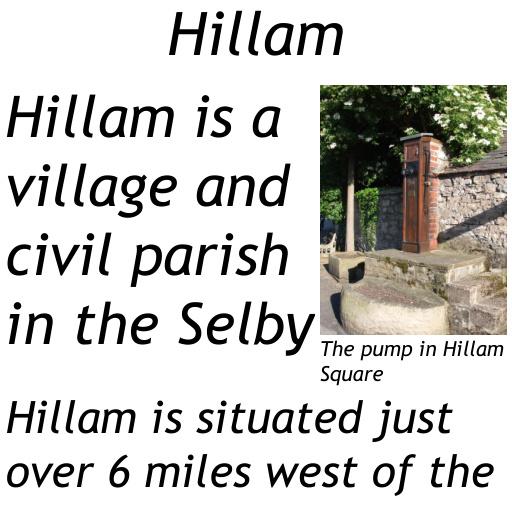 Hillam
Hillam is a
village and
civil parish
in the Selby
The pump in Hillam
Square
Hillam is situated just
over 6 miles west of the